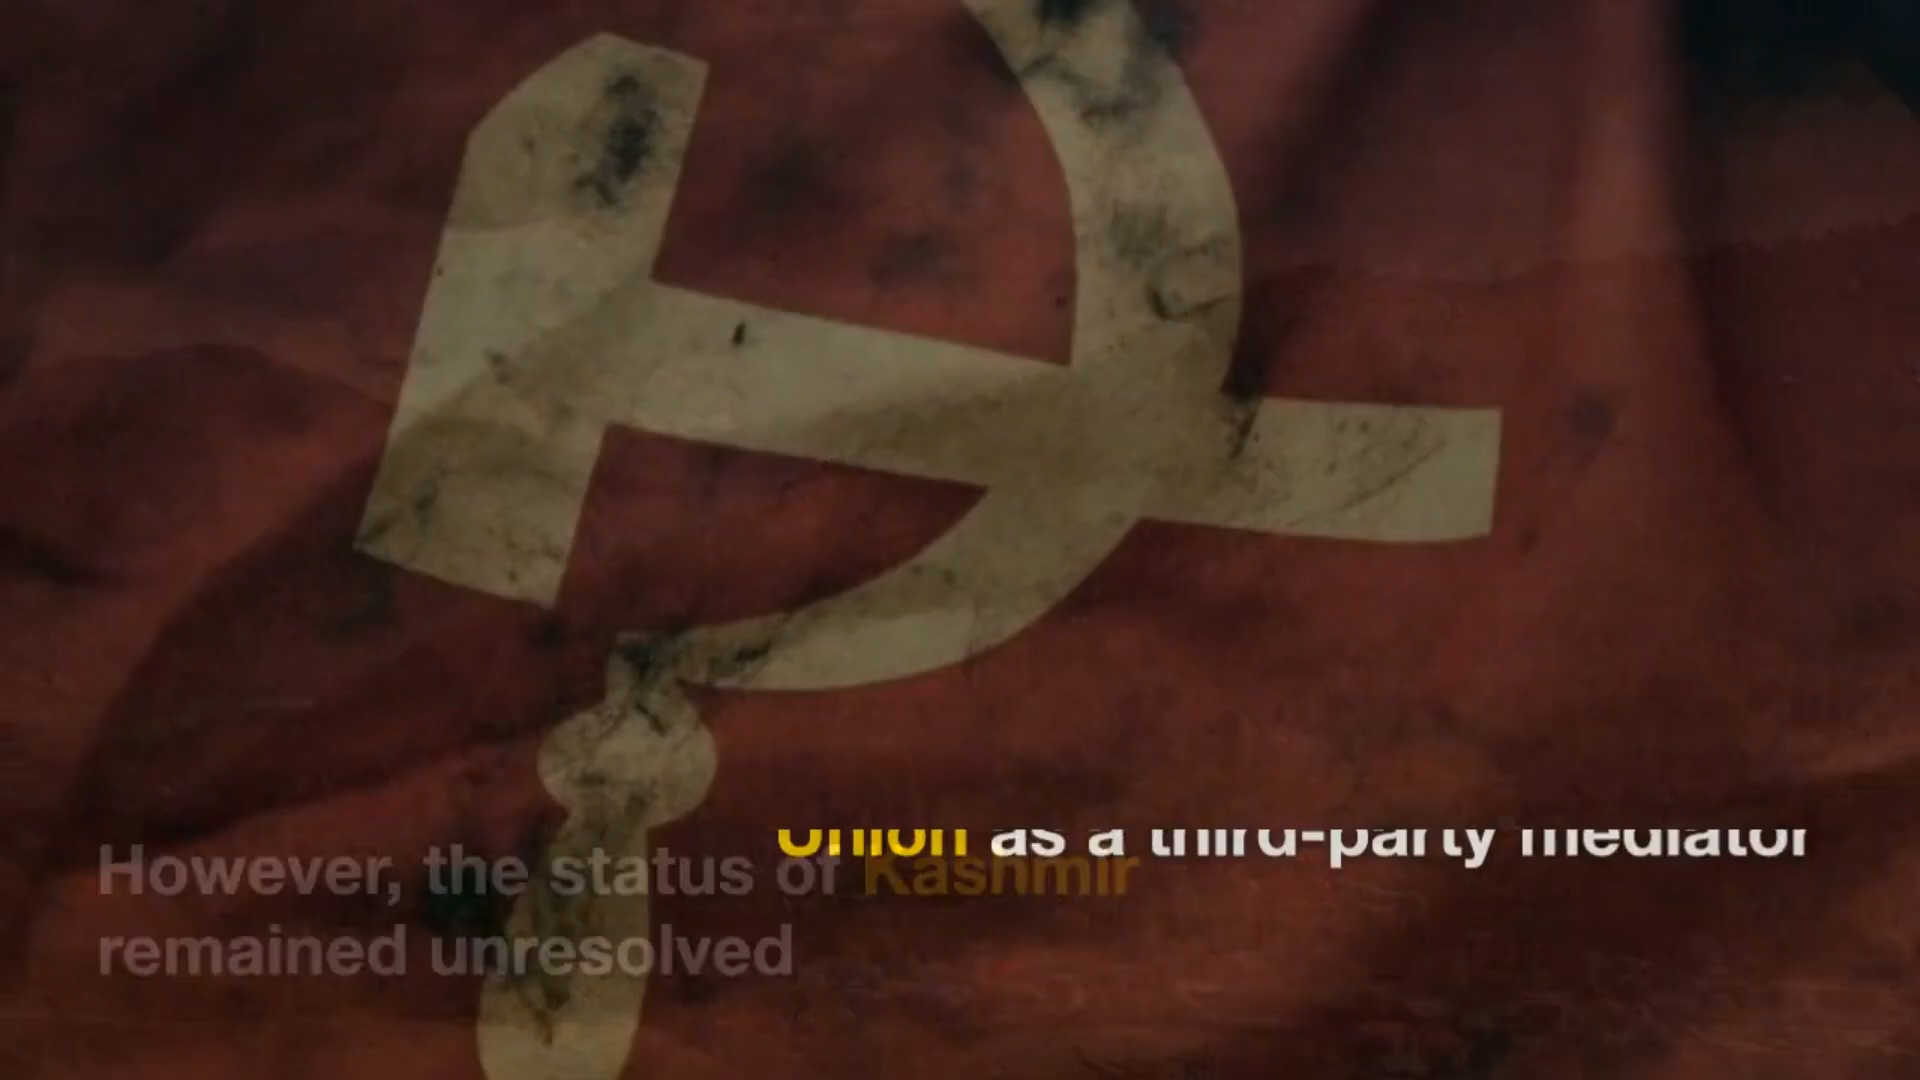 Union as a third-party mediator
However, the status of Kashmir
remained unresolved